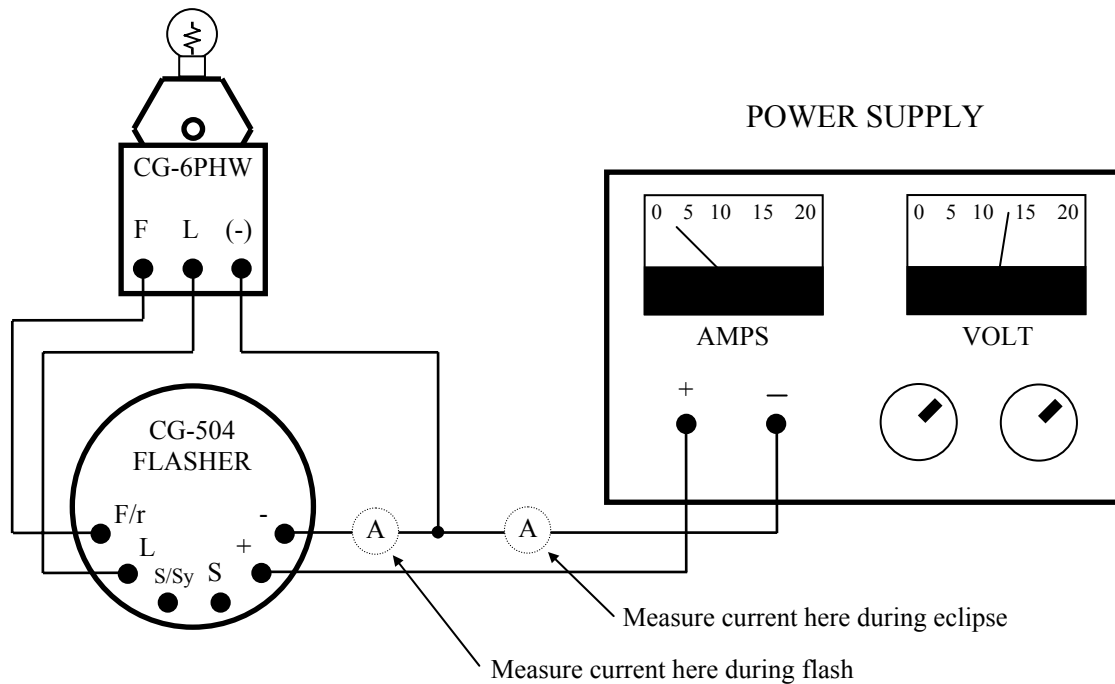 POWER SUPPLY
CG-6PHW
F L (-)
0 5 10 15 20
0 5 10 15 20
AMPS
VOLT
+ –
CG-504
FLASHER
F/r -
L +
S/Sy S
A
A
Measure current here during eclipse
Measure current here during flash